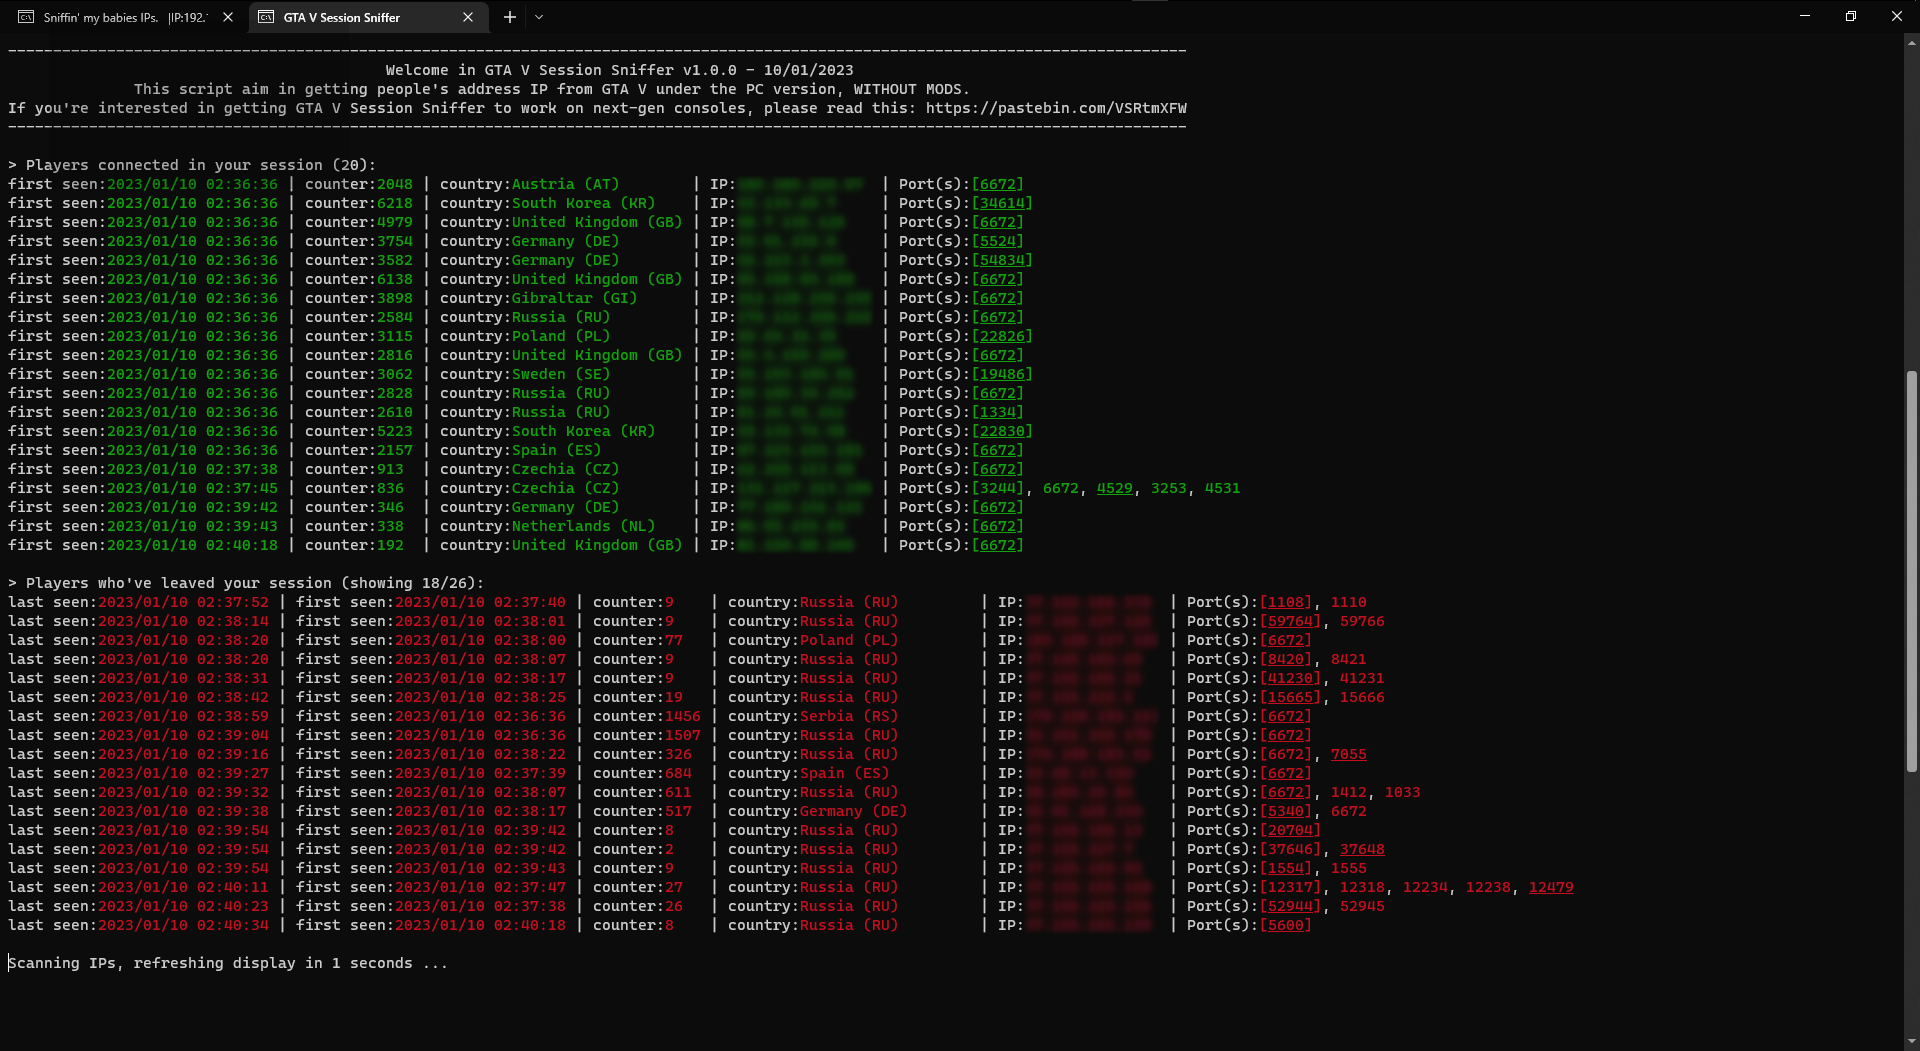 Sniffin' my babies IPs. |IP:192.
GTA V Session Sniffer
Welcome in GTA V Session Sniffer v1.0.0 - 10/01/2023
This script aim in getting people's address IP from GTA V under the PC version, WITHOUT MODS.
If you're interested in getting GTA V Session Sniffer to work on next-gen consoles, please read this: https://pastebin.com/VSRtmXFW
> Players connected in your session (20):
first seen:2023/01/10 02:36:36 | counter:2048 | country:Austria (AT) | IP: | Port(s):[6672]
first seen:2023/01/10 02:36:36 | counter:6218 | country:South Korea (KR) | IP: | Port(s):[34614]
first seen:2023/01/10 02:36:36 | counter:4979 | country:United Kingdom (GB) | IP: | Port(s):[6672]
first seen:2023/01/10 02:36:36 | counter:3754 | country:Germany (DE) | IP: | Port(s):[5524]
first seen:2023/01/10 02:36:36 | counter:3582 | country:Germany (DE) | IP: | Port(s):[54834]
first seen:2023/01/10 02:36:36 | counter:6138 | country:United Kingdom (GB) | IP: | Port(s):[6672]
first seen:2023/01/10 02:36:36 | counter:3898 | country:Gibraltar (GI) | IP: | Port(s):[6672]
first seen:2023/01/10 02:36:36 | counter:2584 | country:Russia (RU) | IP: | Port(s):[6672]
first seen:2023/01/10 02:36:36 | counter:3115 | country:Poland (PL) | IP: | Port(s):[22826]
first seen:2023/01/10 02:36:36 | counter:2816 | country:United Kingdom (GB) | IP: | Port(s):[6672]
first seen:2023/01/10 02:36:36 | counter:3062 | country:Sweden (SE) | IP: | Port(s):[19486]
first seen:2023/01/10 02:36:36 | counter:2828 | country:Russia (RU) | IP: | Port(s):[6672]
first seen:2023/01/10 02:36:36 | counter:2610 | country:Russia (RU) | IP: | Port(s):[1334]
first seen:2023/01/10 02:36:36 | counter:5223 | country:South Korea (KR) | IP: | Port(s):[22830]
first seen:2023/01/10 02:36:36 | counter:2157 | country:Spain (ES) | IP: | Port(s):[6672]
first seen:2023/01/10 02:37:38 | counter:913 | country:Czechia (CZ) | IP: | Port(s):[6672]
first seen:2023/01/10 02:37:45 | counter:836 | country:Czechia (CZ) | IP: | Port(s):[3244], 6672, 4529, 3253, 4531
first seen:2023/01/10 02:39:42 | counter:346 | country:Germany (DE) | IP: | Port(s):[6672]
first seen:2023/01/10 02:39:43 | counter:338 | country:Netherlands (NL) | IP: | Port(s):[6672]
first seen:2023/01/10 02:40:18 | counter:192 | country:United Kingdom (GB) | IP: | Port(s):[6672]
> Players who've leaved your session (showing 18/26):
last seen:2023/01/10 02:37:52 | first seen:2023/01/10 02:37:40 | counter:9 | country:Russia (RU) | IP: | Port(s):[1108], 1110
last seen:2023/01/10 02:38:14 | first seen:2023/01/10 02:38:01 | counter:9 | country:Russia (RU) | IP: | Port(s):[59764], 59766
last seen:2023/01/10 02:38:20 | first seen:2023/01/10 02:38:00 | counter:77 | country:Poland (PL) | IP: | Port(s):[6672]
last seen:2023/01/10 02:38:20 | first seen:2023/01/10 02:38:07 | counter:9 | country:Russia (RU) | IP: | Port(s):[8420], 8421
last seen:2023/01/10 02:38:31 | first seen:2023/01/10 02:38:17 | counter:9 | country:Russia (RU) | IP: | Port(s):[41230], 41231
last seen:2023/01/10 02:38:42 | first seen:2023/01/10 02:38:25 | counter:19 | country:Russia (RU) | IP: | Port(s):[15665], 15666
last seen:2023/01/10 02:38:59 | first seen:2023/01/10 02:36:36 | counter:1456 | country:Serbia (RS) | IP: | Port(s):[6672]
last seen:2023/01/10 02:39:04 | first seen:2023/01/10 02:36:36 | counter:1507 | country:Russia (RU) | IP: | Port(s):[6672]
last seen:2023/01/10 02:39:16 | first seen:2023/01/10 02:38:22 | counter:326 | country:Russia (RU) | IP: | Port(s):[6672], 7055
last seen:2023/01/10 02:39:27 | first seen:2023/01/10 02:37:39 | counter:684 | country:Spain (ES) | IP: | Port(s):[6672]
last seen:2023/01/10 02:39:32 | first seen:2023/01/10 02:38:07 | counter:611 | country:Russia (RU) | IP: | Port(s):[6672], 1412, 1033
last seen:2023/01/10 02:39:38 | first seen:2023/01/10 02:38:17 | counter:517 | country:Germany (DE) | IP: | Port(s):[5340], 6672
last seen:2023/01/10 02:39:54 | first seen:2023/01/10 02:39:42 | counter:8 | country:Russia (RU) | IP: | Port(s):[20704]
last seen:2023/01/10 02:39:54 | first seen:2023/01/10 02:39:42 | counter:2 | country:Russia (RU) | IP: | Port(s):[37646], 37648
last seen:2023/01/10 02:39:54 | first seen:2023/01/10 02:39:43 | counter:9 | country:Russia (RU) | IP: | Port(s):[1554], 1555
last seen:2023/01/10 02:40:11 | first seen:2023/01/10 02:37:47 | counter:27 | country:Russia (RU) | IP: | Port(s):[12317], 12318, 12234, 12238, 12479
last seen:2023/01/10 02:40:23 | first seen:2023/01/10 02:37:38 | counter:26 | country:Russia (RU) | IP: | Port(s):[52944], 52945
last seen:2023/01/10 02:40:34 | first seen:2023/01/10 02:40:18 | counter:8 | country:Russia (RU) | IP: | Port(s):[5600]
Scanning IPs, refreshing display in 1 seconds ...